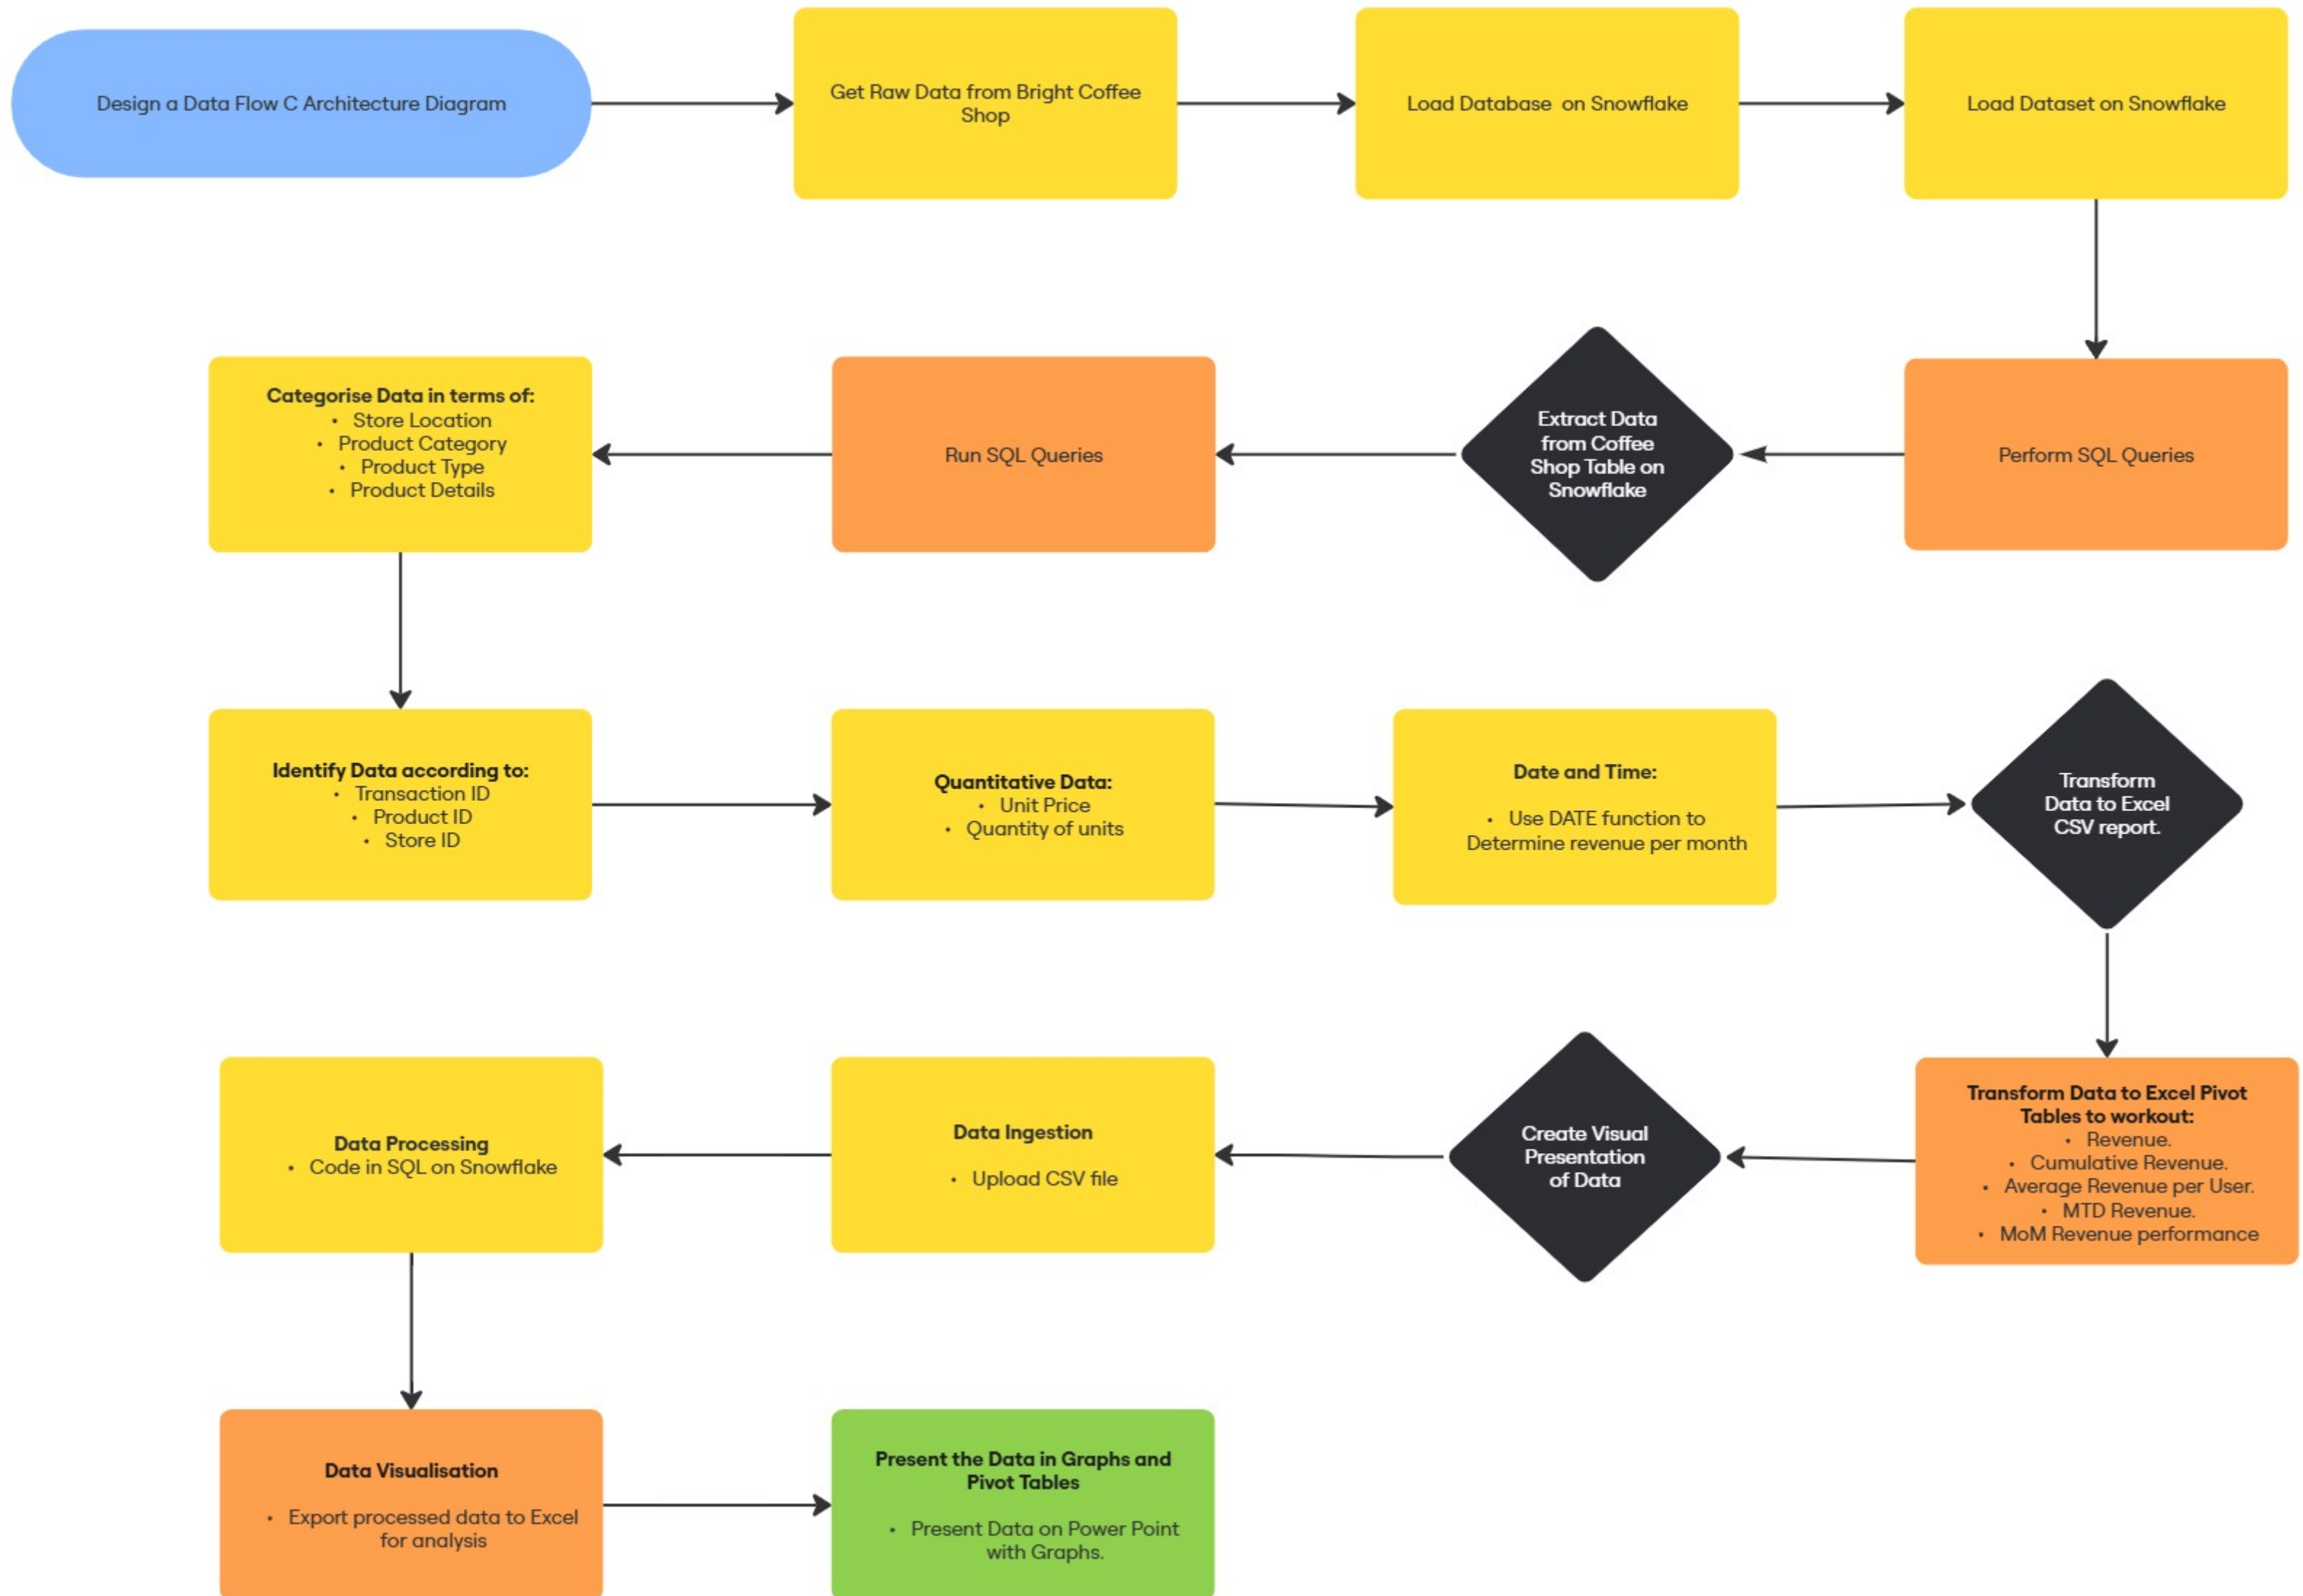 Design a Data Flow C Architecture Diagram
Get Raw Data from Bright Coffee
Shop
Load Database on Snowflake
Load Dataset on Snowflake
Categorise Data in terms of:
• Store Location
• Product Category
• Product Type
• Product Details
Run SQL Queries
Extract Data
from Coffee
Shop Table on
Snowflake
Perform SQL Queries
Identify Data according to:
• Transaction ID
• Product ID
• Store ID
Quantitative Data:
• Unit Price
• Quantity of units
Date and Time:
• Use DATE function to
Determine revenue per month
Transform
Data to Excel
CSV report.
Data Processing
• Code in SQL on Snowflake
Data Ingestion
• Upload CSV file
Create Visual
Presentation
of Data
Transform Data to Excel Pivot
Tables to workout:
• Revenue.
• Cumulative Revenue.
• Average Revenue per User.
• MTD Revenue.
• MoM Revenue performance
Data Visualisation
• Export processed data to Excel
for analysis
Present the Data in Graphs and
Pivot Tables
• Present Data on Power Point
with Graphs.